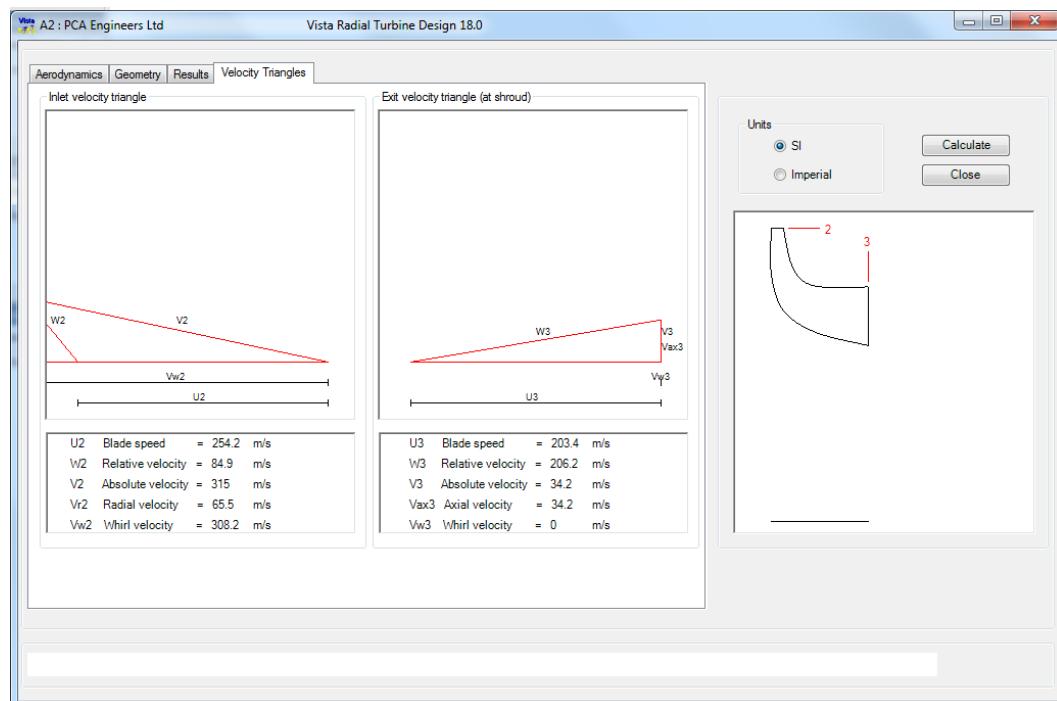 Vista A2 : PCA Engineers Ltd Vista Radial Turbine Design 18.0
Aerodynamics Geometry Results Velocity Triangles
Inlet velocity triangle
W2
V2
Vw2
U2
U2 Blade speed = 254.2 m/s
W2 Relative velocity = 84.9 m/s
V2 Absolute velocity = 315 m/s
Vr2 Radial velocity = 65.5 m/s
Vw2 Whirl velocity = 308.2 m/s
Exit velocity triangle (at shroud)
W3
V3
Vax3
Vw3
U3
U3 Blade speed = 203.4 m/s
W3 Relative velocity = 206.2 m/s
V3 Absolute velocity = 34.2 m/s
Vax3 Axial velocity = 34.2 m/s
Vw3 Whirl velocity = 0 m/s
Units
SI
Imperial
Calculate
Close
2
3